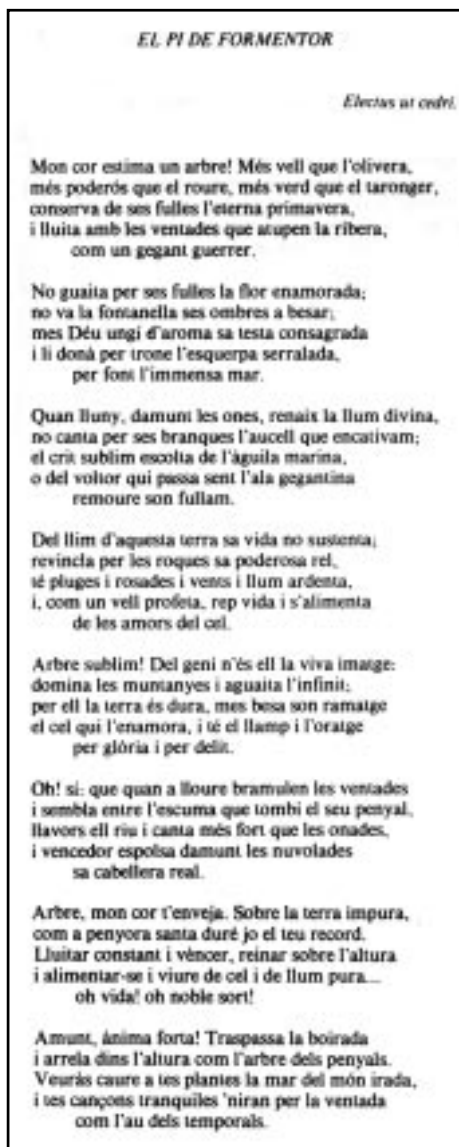 EL PI DE FORMENTOR
Electus ut cedri.
Mon cor estima un arbre! Més vell que l'olivera,
més poderós que el roure, més verd que el taronger,
conserva de ses fulles l'eterna primavera,
i lluita amb les ventades que atupen la ribera,
com un gegant guerrer.
No guaita per ses fulles la flor enamorada;
no va la fontanella ses ombres a besar;
mes Déu ungí d'aroma sa testa consagrada
i li donà per trone l'esquerpa serralada,
per font l'immensa mar.
Quan lluny, damunt les ones, renaix la llum divina,
no canta per ses branques l'aucell que encativam;
el crit sublim escolta de l'àguila marina,
o del voltor qui passa sent l'ala gegantina
remoure son fullam.
Del llim d'aquesta terra sa vida no sustenta;
revincla per les roques sa poderosa rel,
té pluges i rosades i vents i llum ardenta,
i, com un vell profeta, rep vida i s'alimenta
de les amors del cel.
Arbre sublim! Del geni n'és ell la viva imatge:
domina les muntanyes i aguaita l'infinit;
per ell la terra és dura, mes besa son ramatge
el cel qui l'enamora, i té el llamp i l'oratge
per glòria i per delit.
Oh! sí: que quan a lloure bramulen les ventades
i sembla entre l'escuma que tombi el seu penyal,
llavors ell riu i canta més fort que les onades,
i vencedor espolsa damunt les nuvolades
sa cabellera real.
Arbre, mon cor t'enveja. Sobre la terra impura,
com a penyora santa duré jo el teu record.
Lluitar constant i vèncer, reinar sobre l'altura
i alimentar-se i viure de cel i de llum pura...
oh vida! oh noble sort!
Amunt, ànima forta! Traspassa la boirada
i arrela dins l'altura com l'arbre dels penyals.
Veuràs caure a tes plantes la mar del món irada,
i tes cançons tranquiles 'niran per la ventada
com l'au dels temporals.